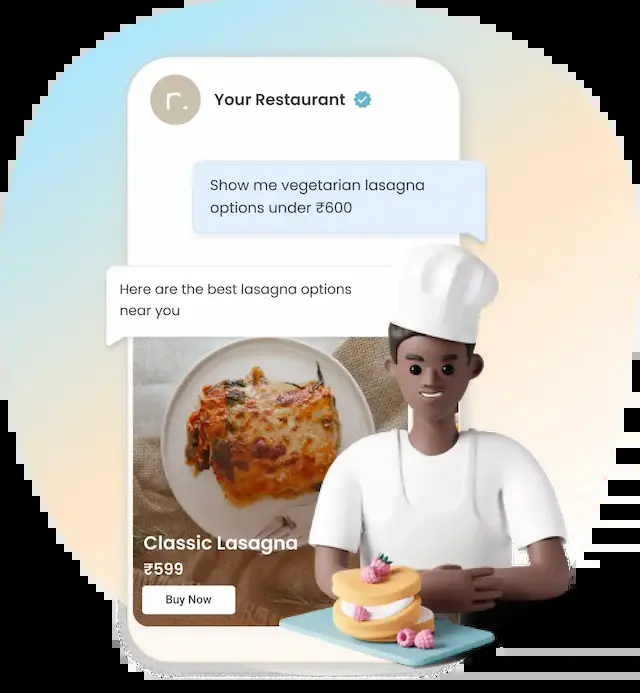 r.
Your Restaurant
Show me vegetarian lasagna
options under ₹600
Here are the best lasagna options
near you
Classic Lasagna
₹599
Buy Now